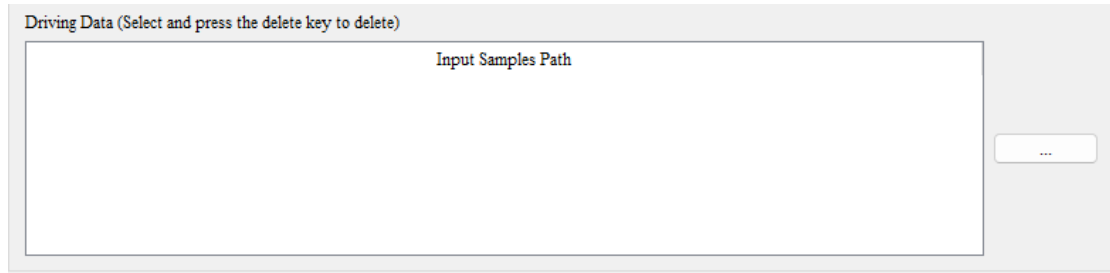 Driving Data (Select and press the delete key to delete)
Input Samples Path
...